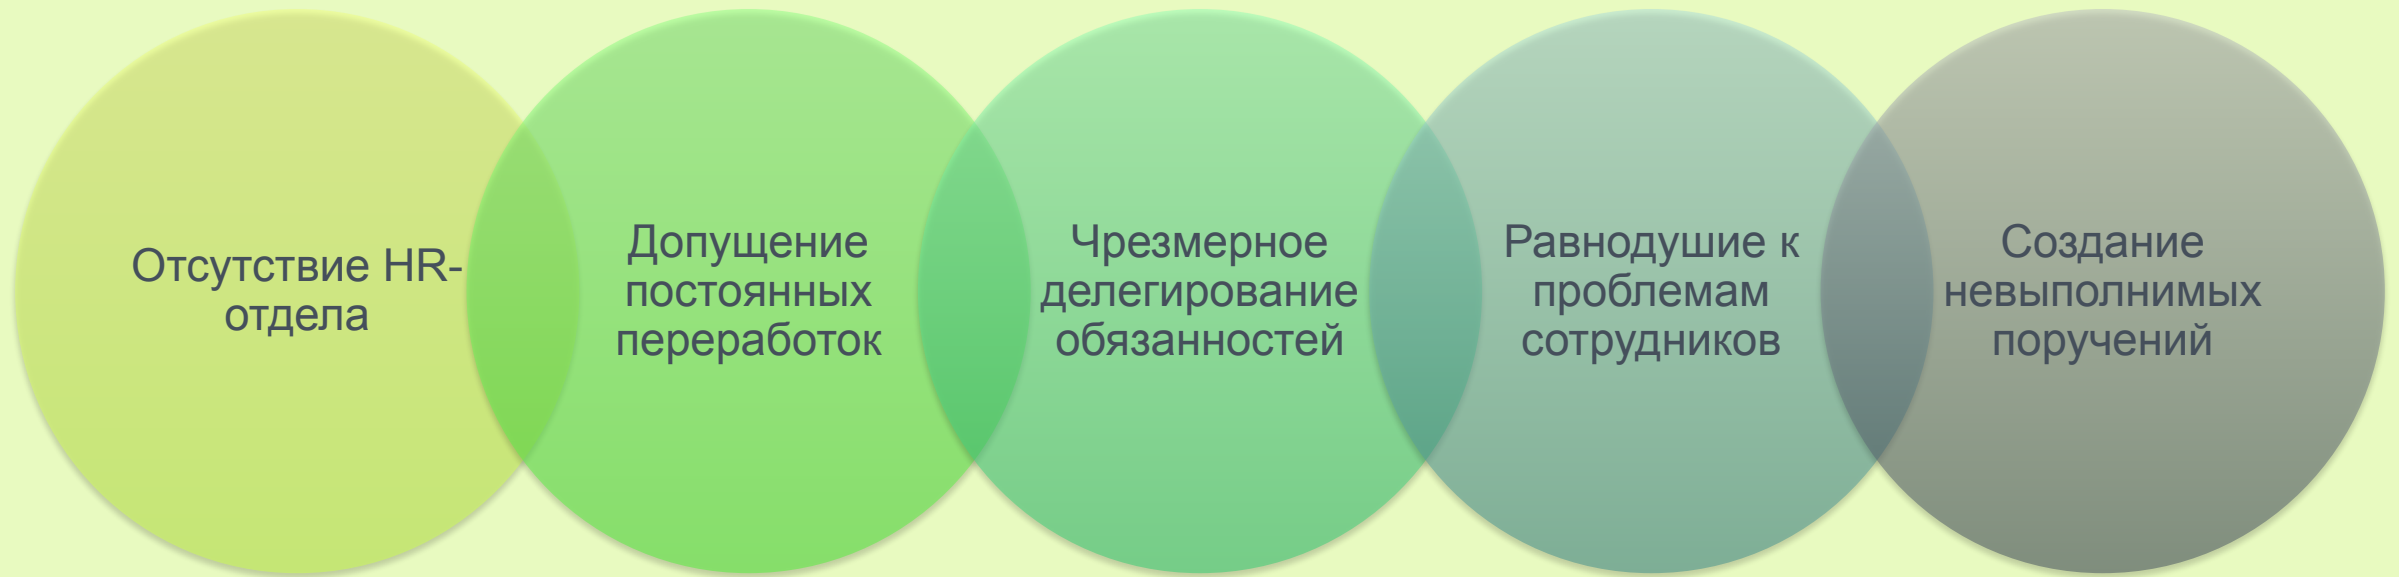 Отсутствие HR-
отдела
Допущение
постоянных
переработок
Чрезмерное
делегирование
обязанностей
Равнодушие к
проблемам
сотрудников
Создание
невыполнимых
поручений